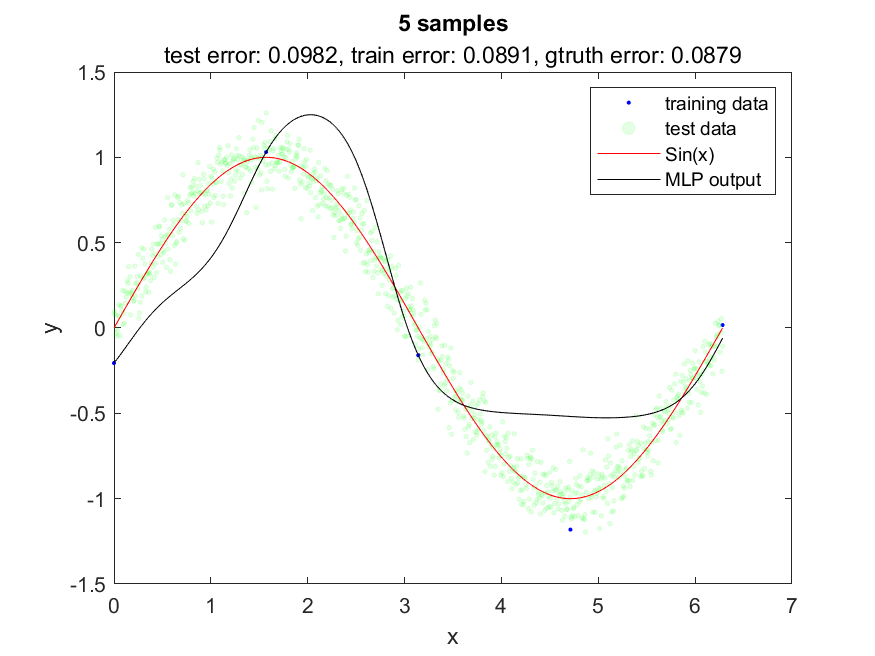 5 samples
test error: 0.0982, train error: 0.0891, gtruth error: 0.0879
1.5
1
0.5
0
-0.5
-1
-1.5
y
training data
test data
Sin(x)
MLP output
0 1 2 3 4 5 6 7
x